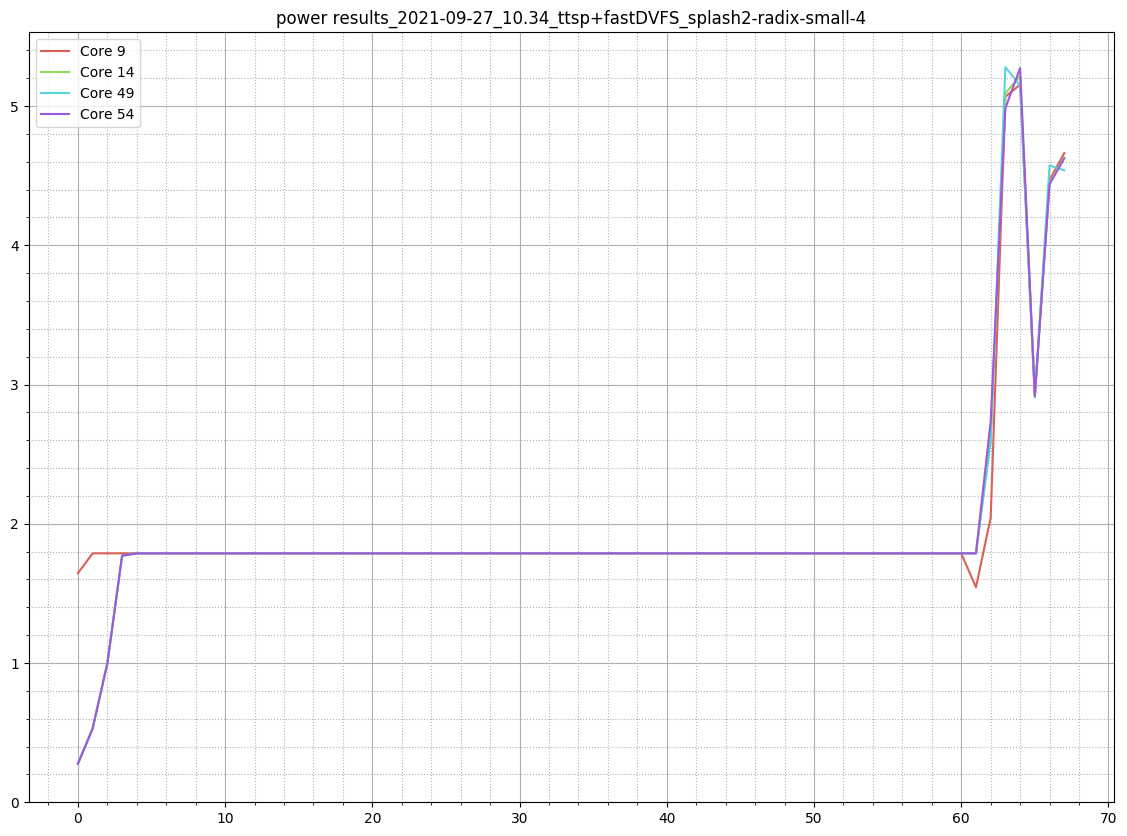 power results_2021-09-27_10.34_ttsp+fastDVFS_splash2-radix-small-4
Core 9
Core 14
Core 49
Core 54
5
4
3
2
1
0
0 10 20 30 40 50 60 70